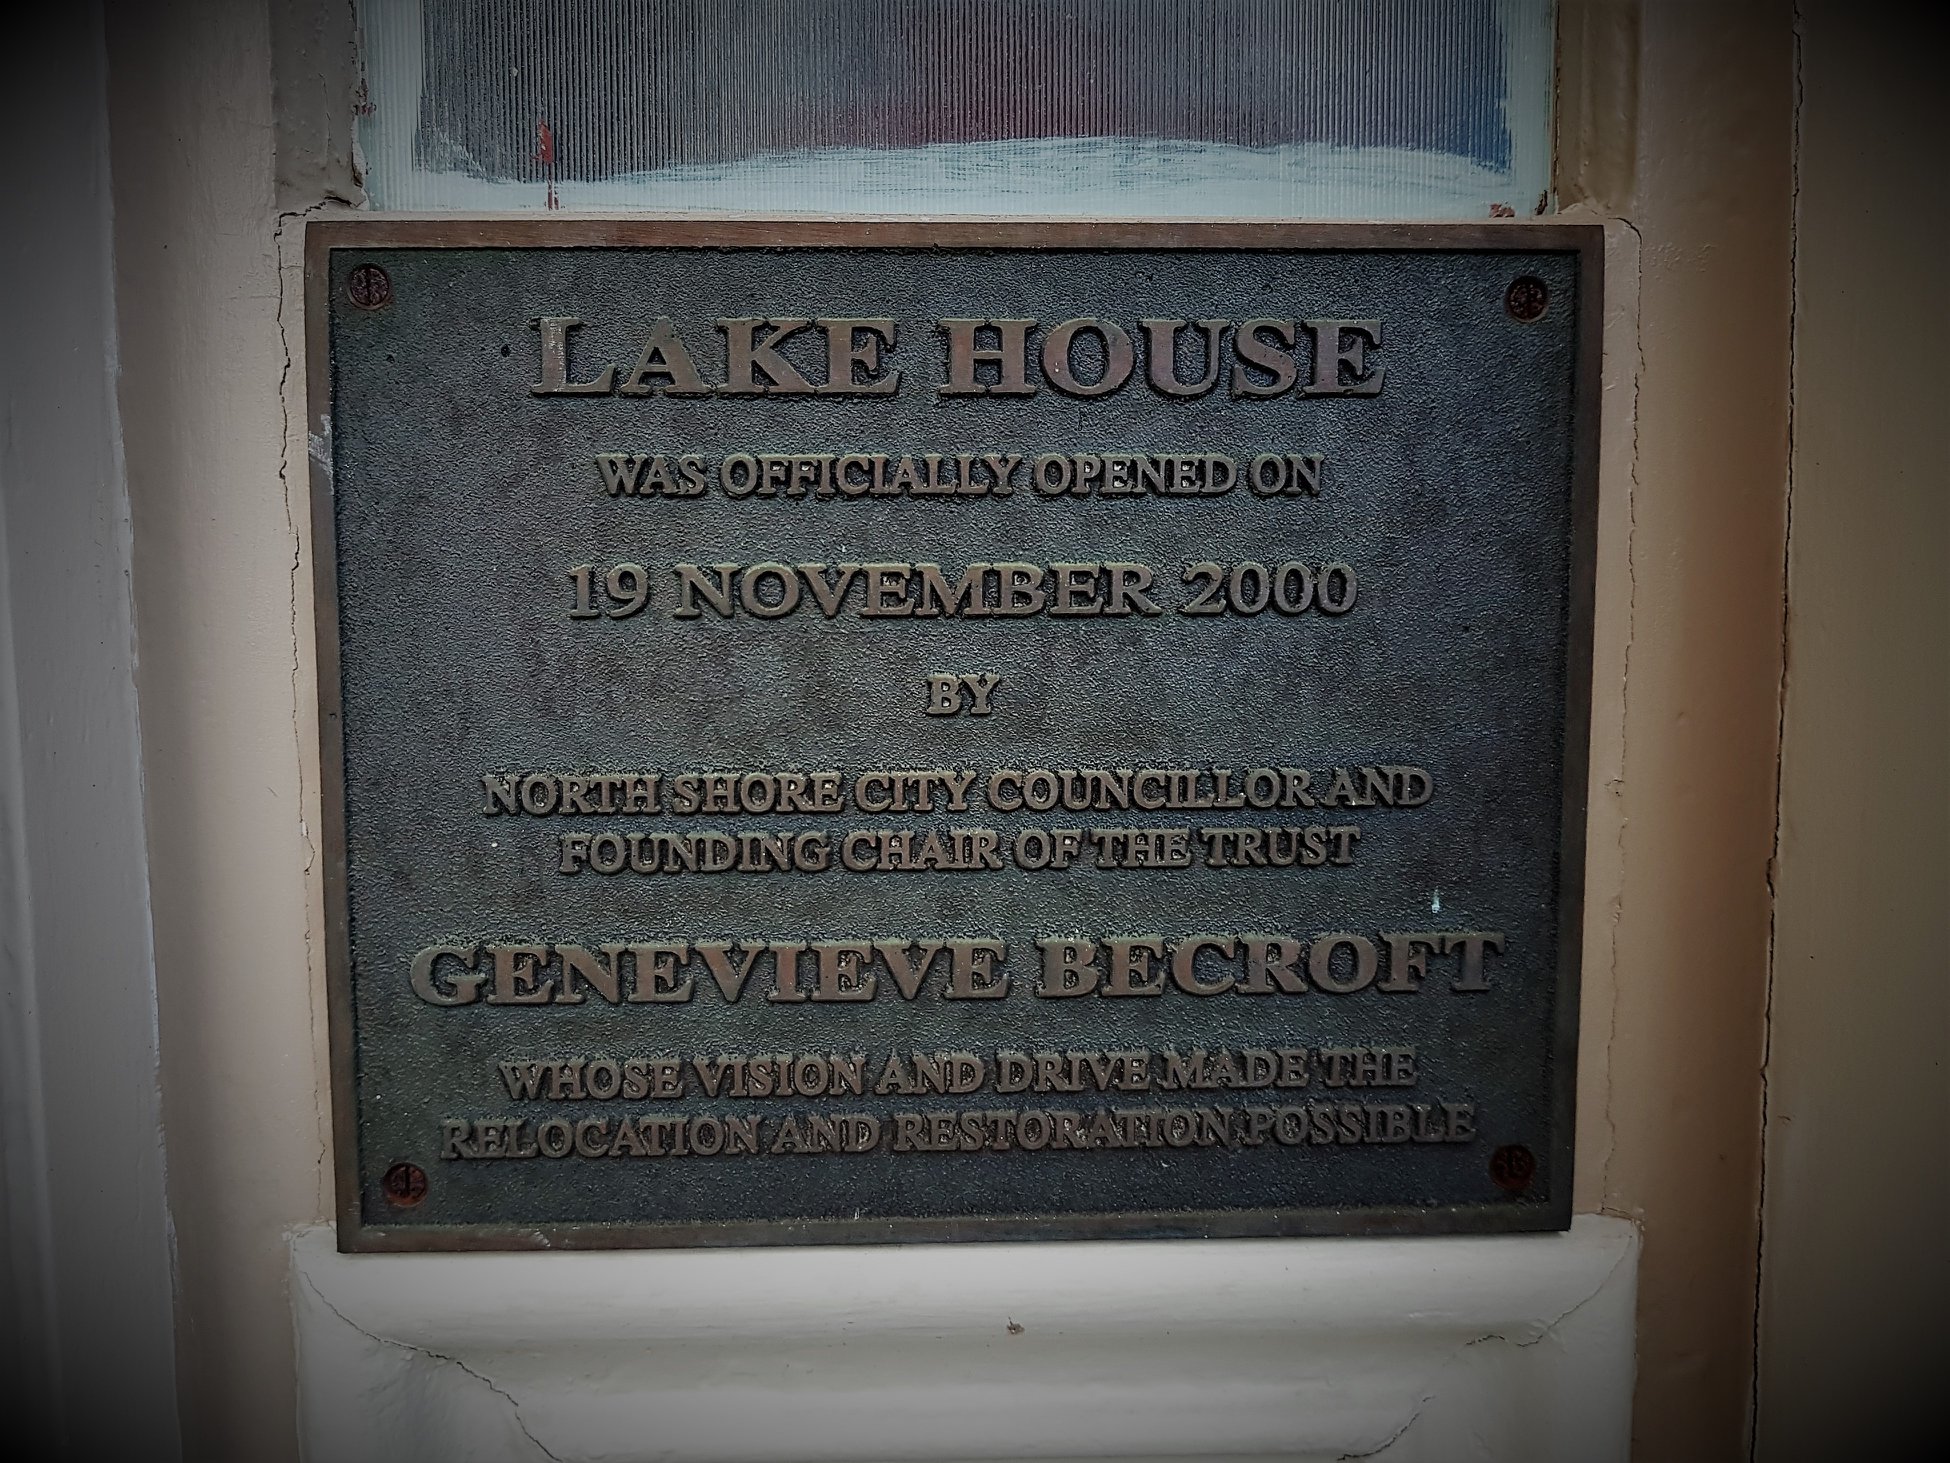 LAKE HOUSE
WAS OFFICIALLY OPENED ON
19 NOVEMBER 2000
BY
NORTH SHORE CITY COUNCILLOR AND
FOUNDING CHAIR OF THE TRUST
GENEVIEVE BECROFT
WHOSE VISION AND DRIVE MADE THE
RELOCATION AND RESTORATION POSSIBLE